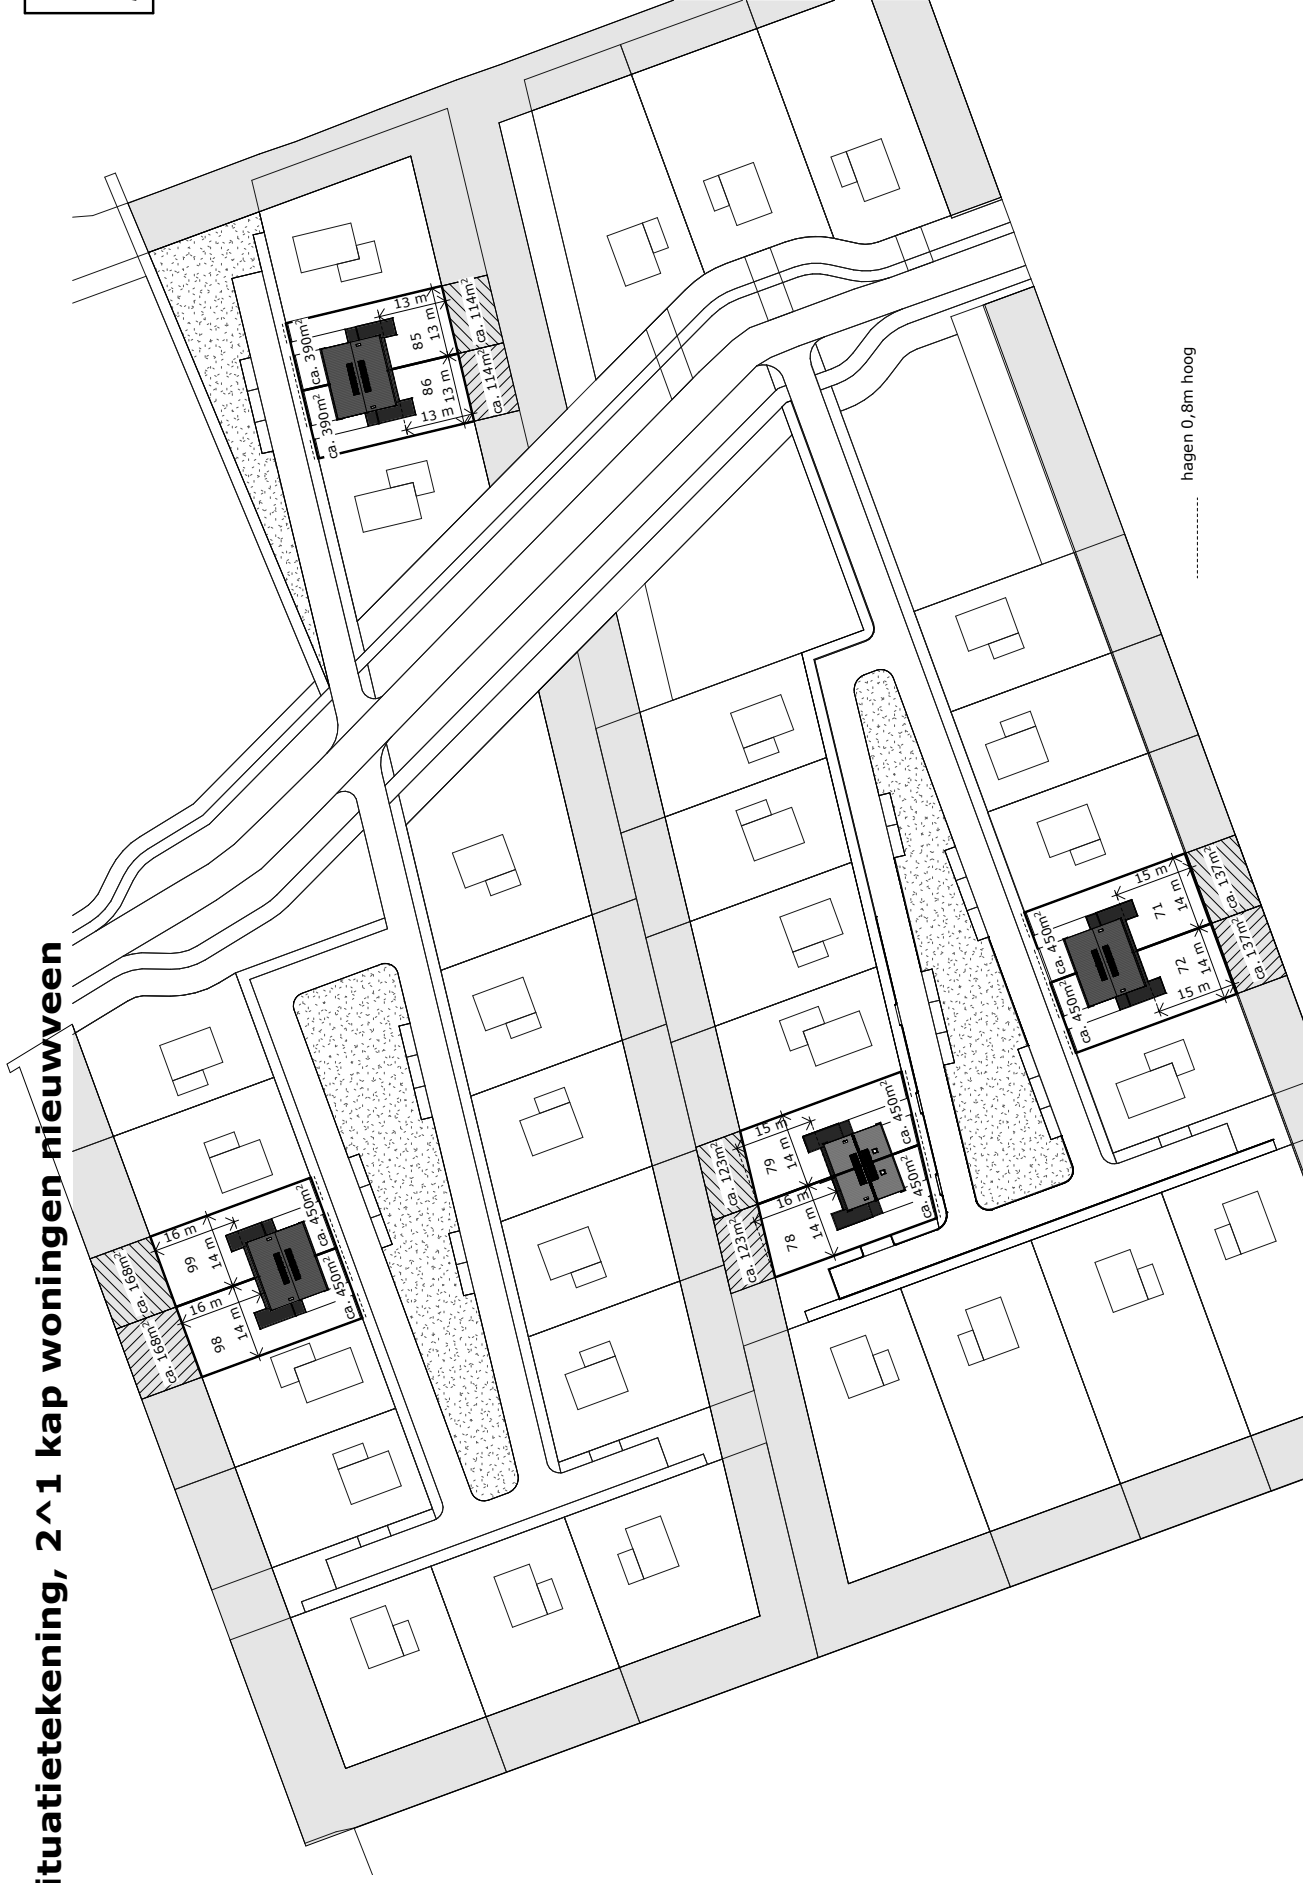 ituatietekening, 2^1 kap woningen nieuwveen
ca. 390m²
ca. 390m²
13 m
13 m
85
86
13 m
13 m
ca. 114m²
ca. 114m²
hagen 0,8m hoog
ca. 450m²
ca. 450m²
15 m
14 m
71
72
14 m
15 m
ca. 137m²
ca. 137m²
ca. 123m²
ca. 123m²
15 m
14 m
79
16 m
14 m
78
ca. 450m²
ca. 450m²
ca. 168m²
ca. 168m²
16 m
14 m
99
16 m
14 m
98
ca. 450m²
ca. 450m²